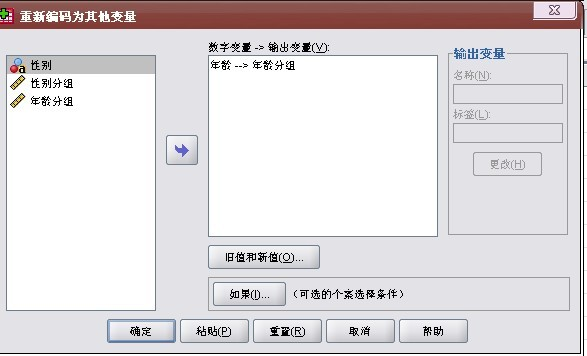 重新编码为其他变量
数字变量 -> 输出变量(V):
性别
性别分组
年龄分组
年龄 --> 年龄分组
输出变量
名称(N):
标签(L):
更改(H)
旧值和新值(O)...
如果(I)...
(可选的个案选择条件)
确定
粘贴(P)
重置(R)
取消
帮助